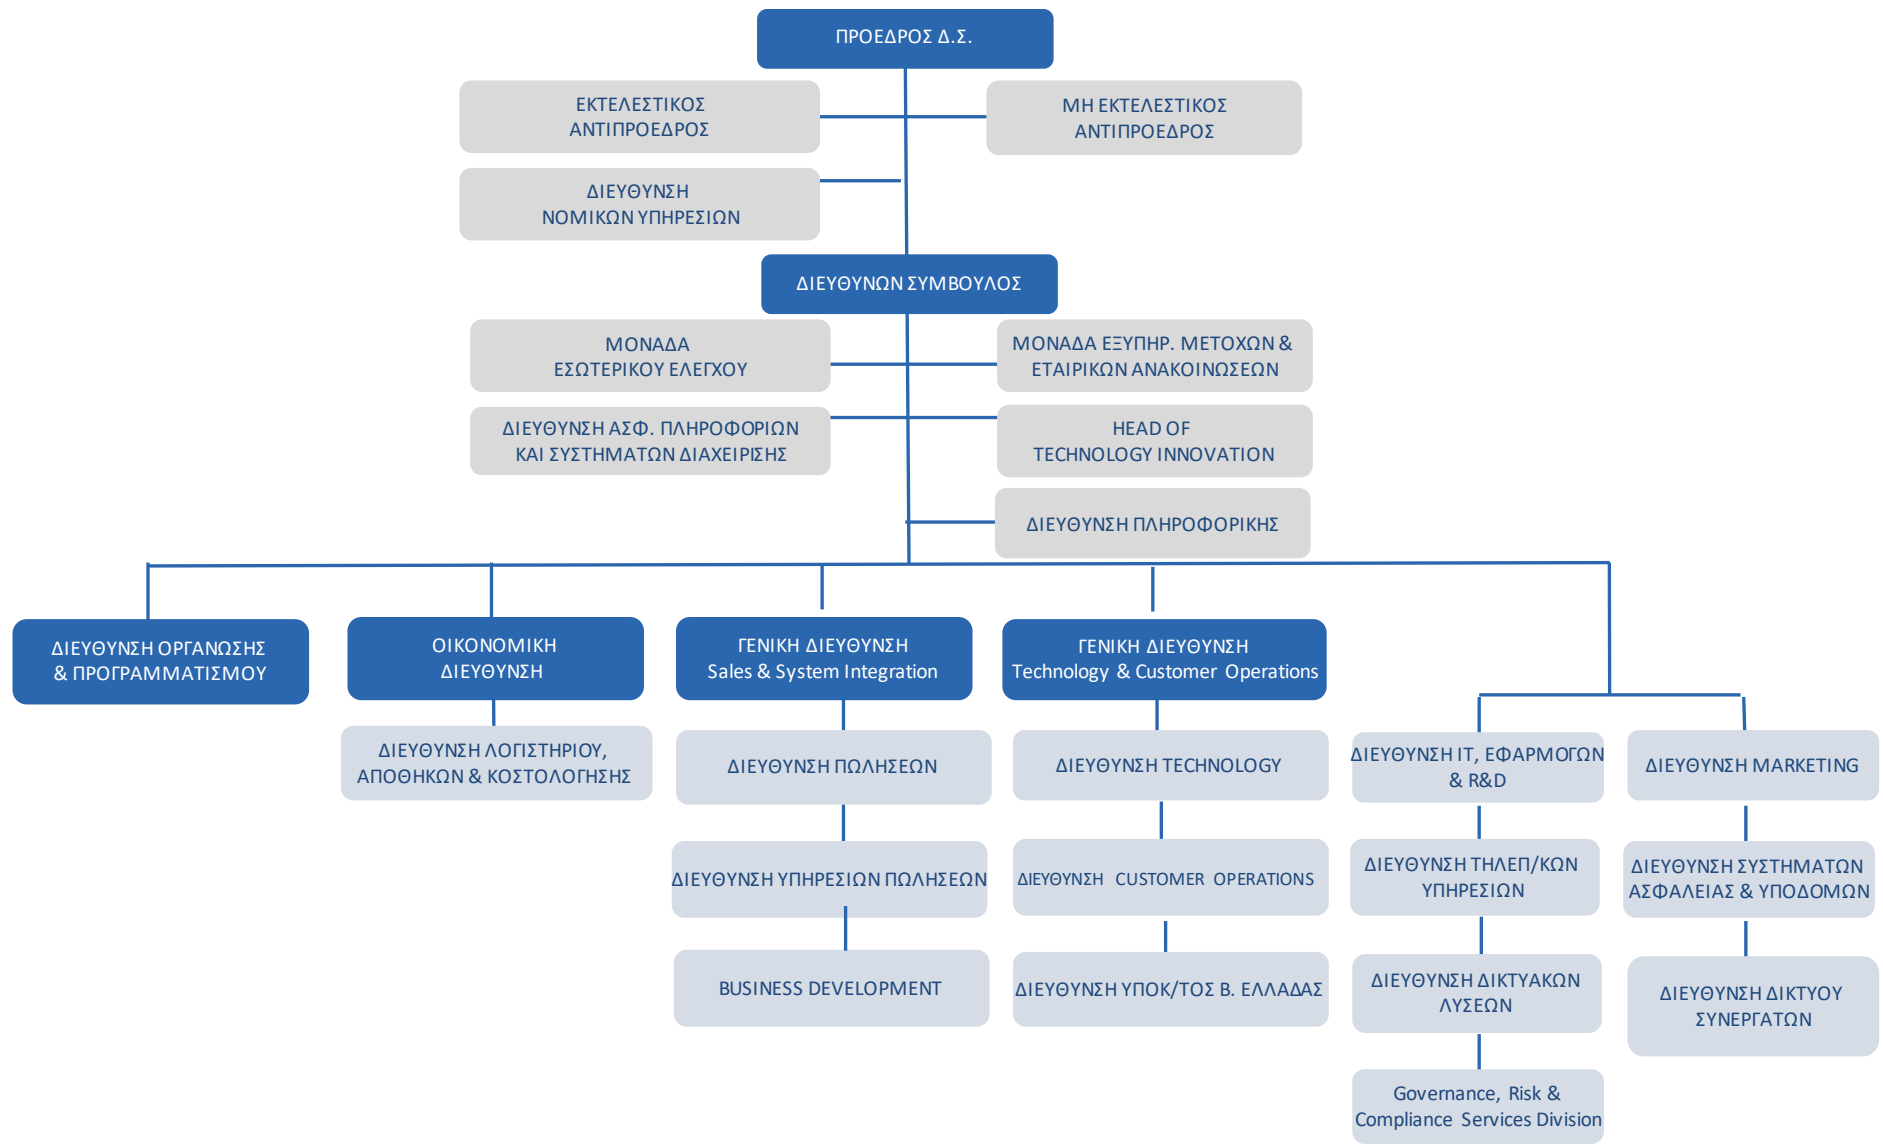 ΠΡΟΕΔΡΟΣ Δ.Σ.
ΕΚΤΕΛΕΣΤΙΚΟΣ
ΑΝΤΙΠΡΟΕΔΡΟΣ
ΜΗ ΕΚΤΕΛΕΣΤΙΚΟΣ
ΑΝΤΙΠΡΟΕΔΡΟΣ
ΔΙΕΥΘΥΝΣΗ
ΝΟΜΙΚΩΝ ΥΠΗΡΕΣΙΩΝ
ΔΙΕΥΘΥΝΩΝ ΣΥΜΒΟΥΛΟΣ
ΜΟΝΑΔΑ
ΕΣΩΤΕΡΙΚΟΥ ΕΛΕΓΧΟΥ
ΜΟΝΑΔΑ ΕΞΥΠΗΡ. ΜΕΤΟΧΩΝ &
ΕΤΑΙΡΙΚΩΝ ΑΝΑΚΟΙΝΩΣΕΩΝ
ΔΙΕΥΘΥΝΣΗ ΑΣΦ. ΠΛΗΡΟΦΟΡΙΩΝ
ΚΑΙ ΣΥΣΤΗΜΑΤΩΝ ΔΙΑΧΕΙΡΙΣΗΣ
HEAD OF
TECHNOLOGY INNOVATION
ΔΙΕΥΘΥΝΣΗ ΠΛΗΡΟΦΟΡΙΚΗΣ
ΔΙΕΥΘΥΝΣΗ ΟΡΓΑΝΩΣΗΣ
& ΠΡΟΓΡΑΜΜΑΤΙΣΜΟΥ
ΟΙΚΟΝΟΜΙΚΗ
ΔΙΕΥΘΥΝΣΗ
ΓΕΝΙΚΗ ΔΙΕΥΘΥΝΣΗ
Sales & System Integration
ΓΕΝΙΚΗ ΔΙΕΥΘΥΝΣΗ
Technology & Customer Operations
ΔΙΕΥΘΥΝΣΗ ΛΟΓΙΣΤΗΡΙΟΥ,
ΑΠΟΘΗΚΩΝ & ΚΟΣΤΟΛΟΓΗΣΗΣ
ΔΙΕΥΘΥΝΣΗ ΠΩΛΗΣΕΩΝ
ΔΙΕΥΘΥΝΣΗ TECHNOLOGY
ΔΙΕΥΘΥΝΣΗ IT, ΕΦΑΡΜΟΓΩΝ
& R&D
ΔΙΕΥΘΥΝΣΗ MARKETING
ΔΙΕΥΘΥΝΣΗ ΥΠΗΡΕΣΙΩΝ ΠΩΛΗΣΕΩΝ
ΔΙΕΥΘΥΝΣΗ CUSTOMER OPERATIONS
ΔΙΕΥΘΥΝΣΗ ΤΗΛΕΠ/ΚΩΝ
ΥΠΗΡΕΣΙΩΝ
ΔΙΕΥΘΥΝΣΗ ΣΥΣΤΗΜΑΤΩΝ
ΑΣΦΑΛΕΙΑΣ & ΥΠΟΔΟΜΩΝ
BUSINESS DEVELOPMENT
ΔΙΕΥΘΥΝΣΗ ΥΠΟΚ/ΤΟΣ Β. ΕΛΛΑΔΑΣ
ΔΙΕΥΘΥΝΣΗ ΔΙΚΤΥΑΚΩΝ
ΛΥΣΕΩΝ
ΔΙΕΥΘΥΝΣΗ ΔΙΚΤΥΟΥ
ΣΥΝΕΡΓΑΤΩΝ
Governance, Risk &
Compliance Services Division